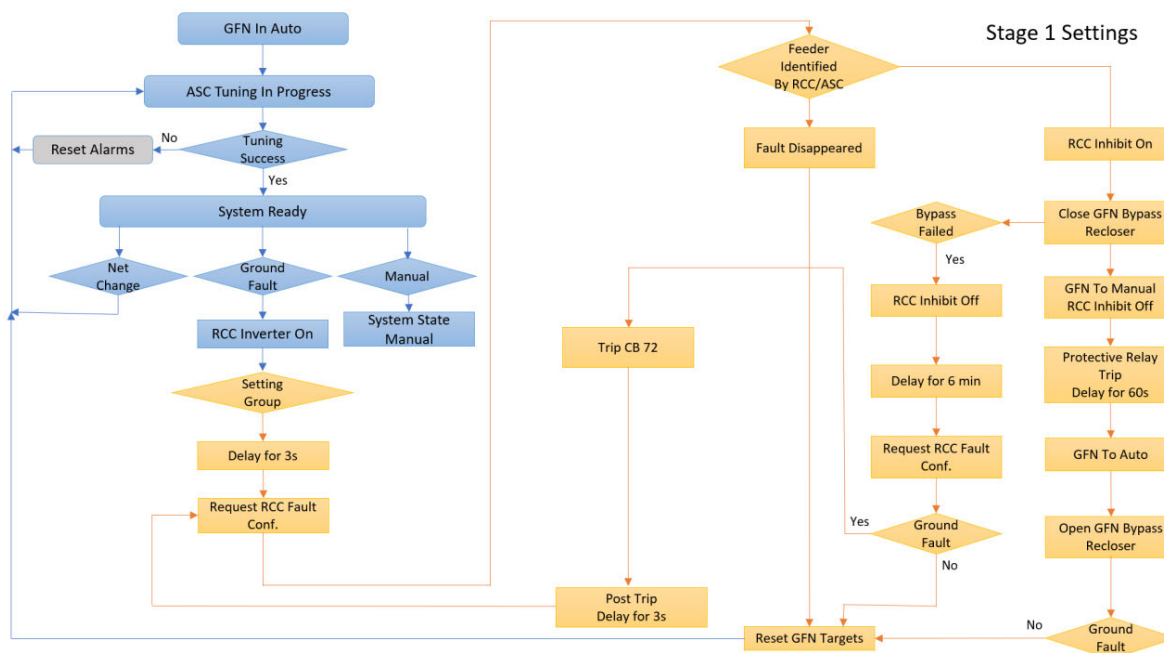 Stage 1 Settings
GFN In Auto
ASC Tuning In Progress
Tuning
Success
No
Reset Alarms
Yes
System Ready
Net
Change
Ground
Fault
Manual
RCC Inverter On
System State
Manual
Setting
Group
Delay for 3s
Request RCC Fault
Conf.
Feeder
Identified
By RCC/ASC
Fault Disappeared
RCC Inhibit On
Close GFN Bypass
Recloser
Bypass
Failed
Yes
RCC Inhibit Off
Delay for 6 min
Request RCC Fault
Conf.
Ground
Fault
Yes
No
Trip CB 72
Post Trip
Delay for 3s
GFN To Manual
RCC Inhibit Off
Protective Relay
Trip
Delay for 60s
GFN To Auto
Open GFN Bypass
Recloser
Ground
Fault
No
Reset GFN Targets